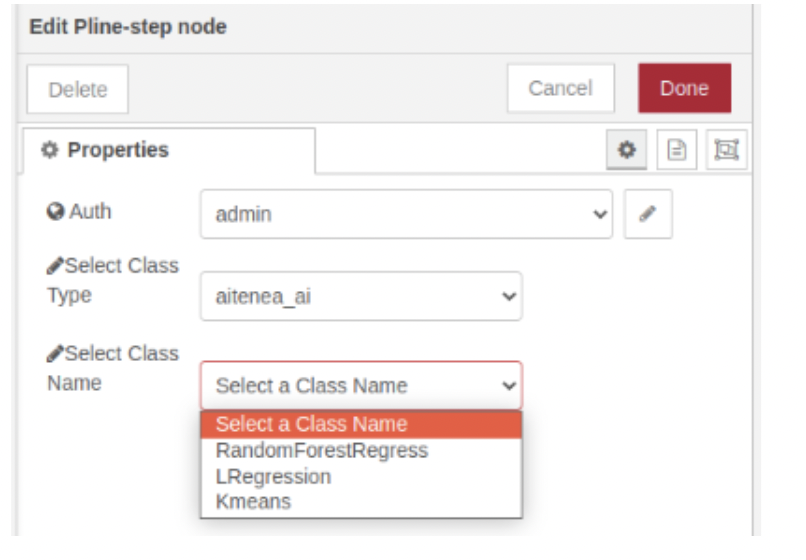 Edit Pline-step node
Delete
Cancel
Done
Properties
Auth
admin
Select Class
Type
aitenea_ai
Select Class
Name
Select a Class Name
Select a Class Name
RandomForestRegress
LRegression
Kmeans